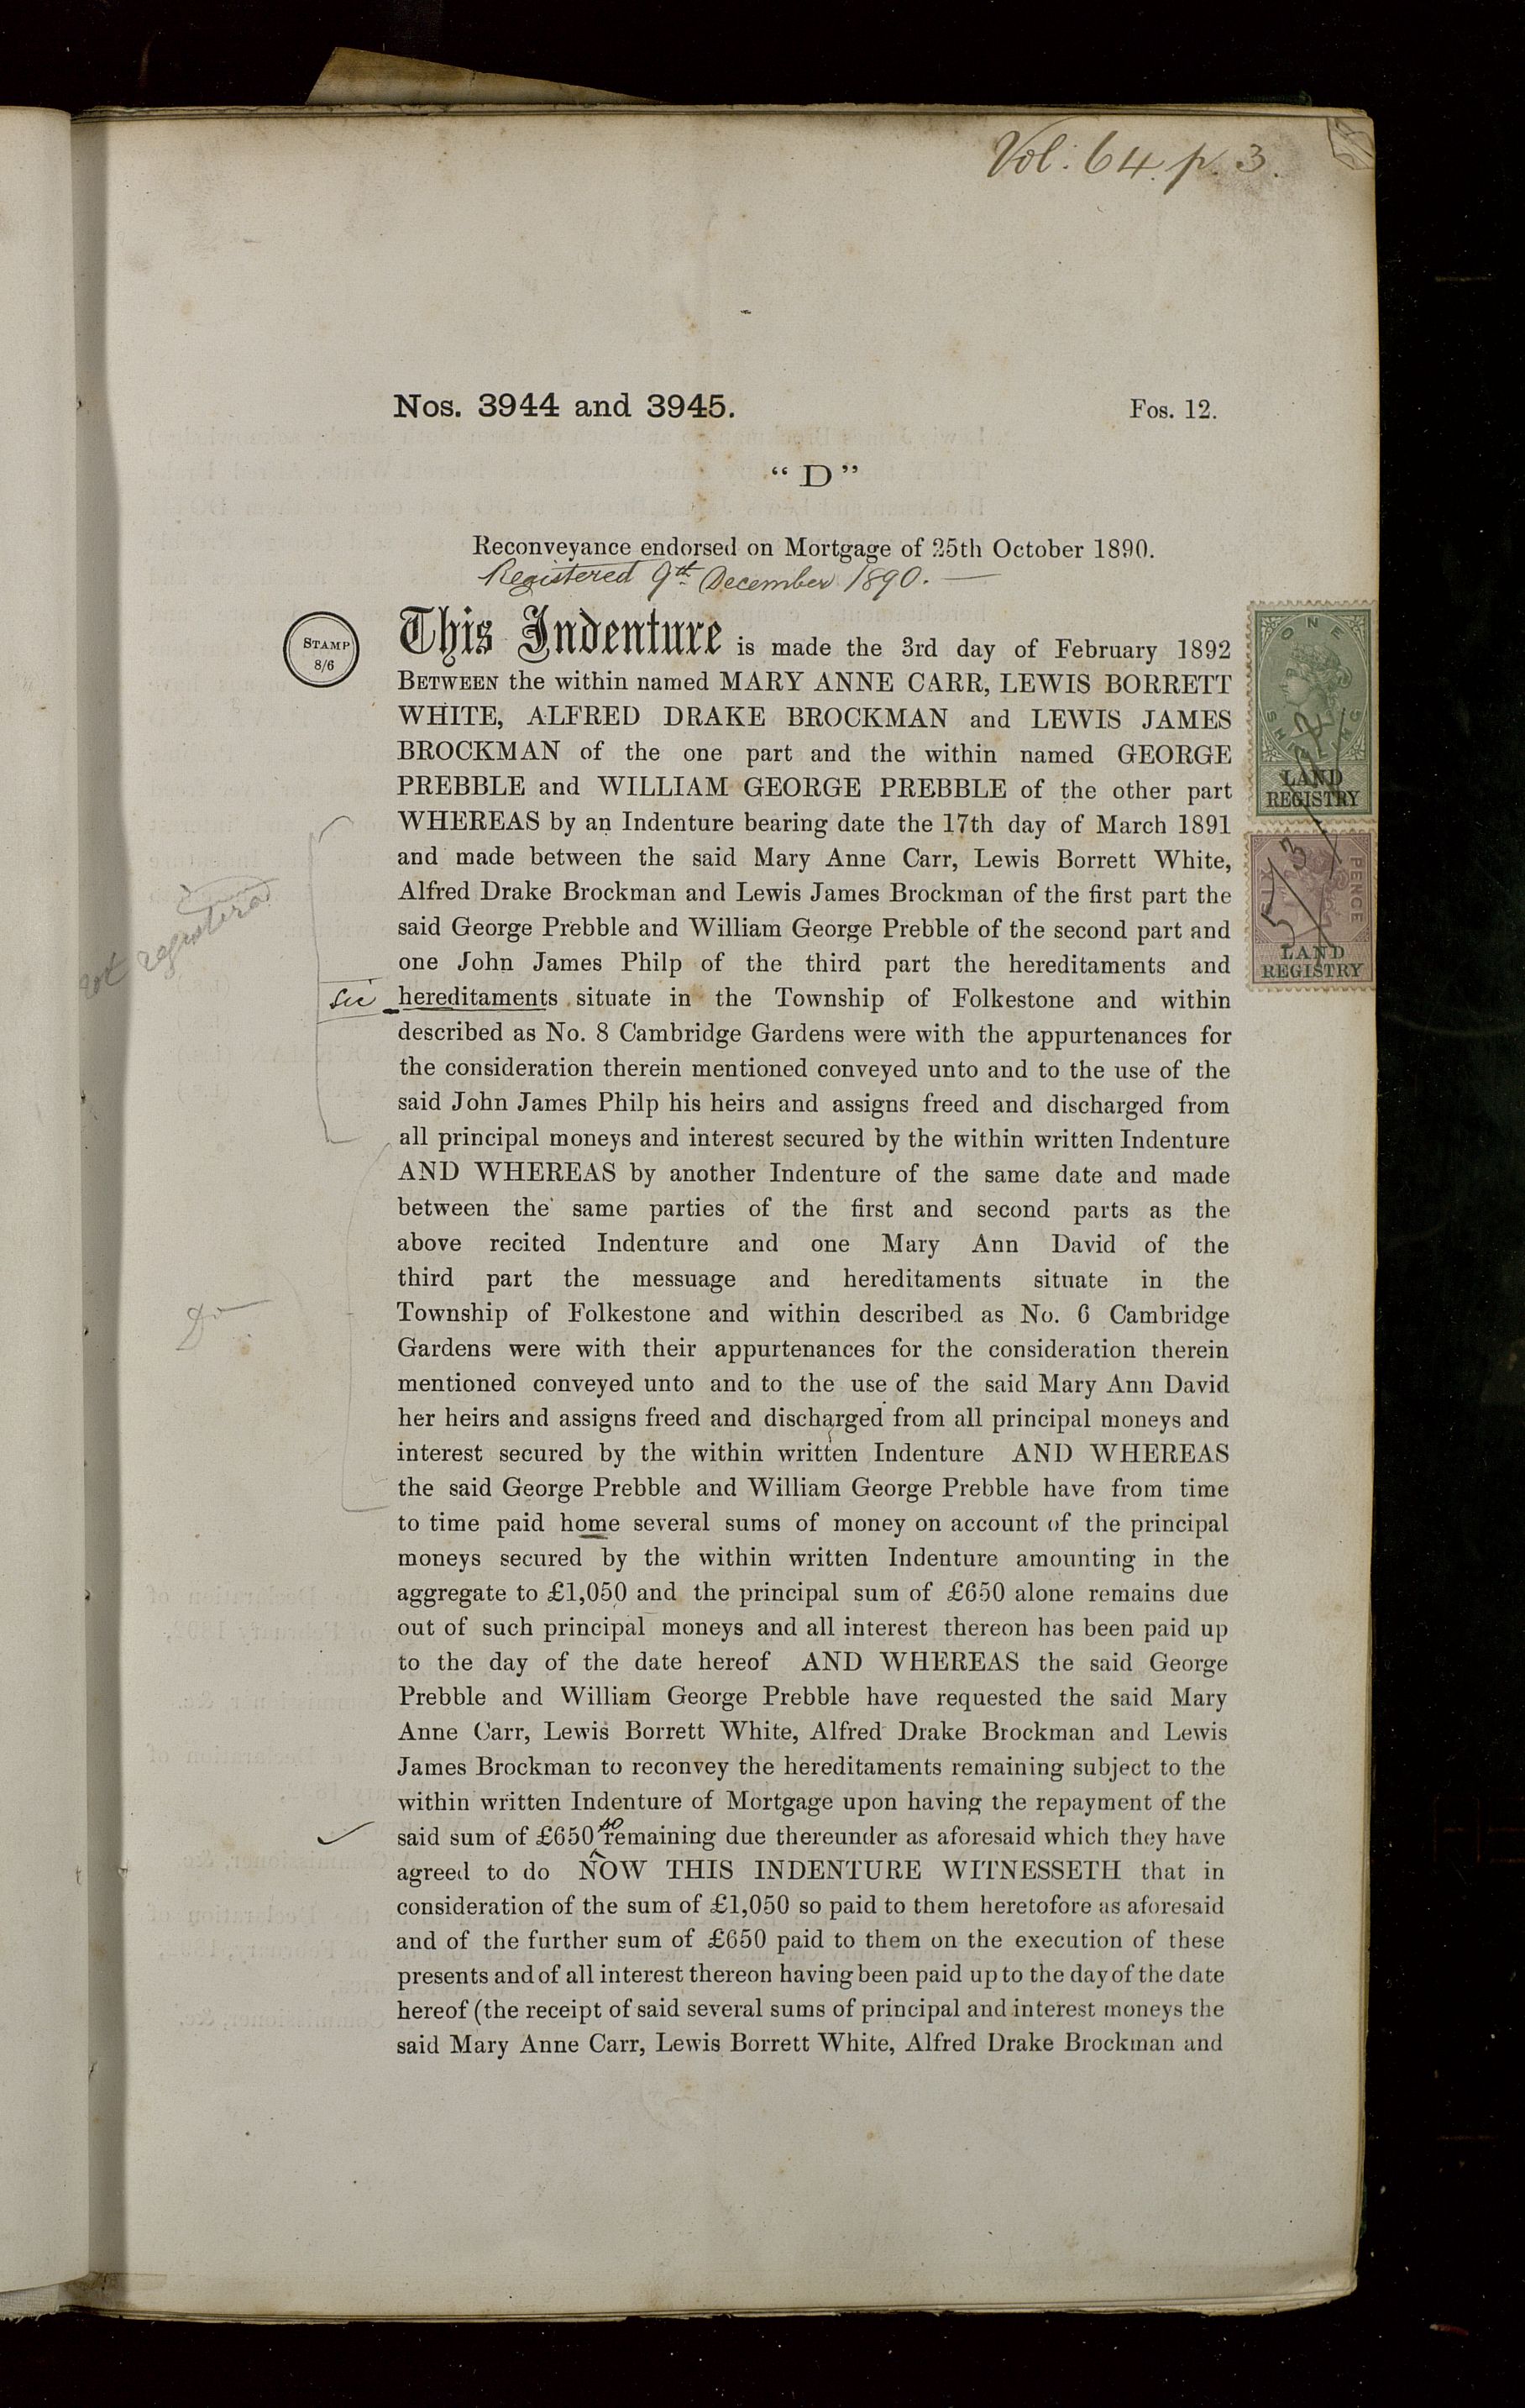 Vol: 64. p. 3.
Nos. 3944 and 3945. Fos. 12.
"D"
Reconveyance endorsed on Mortgage of 25th October 1890.
Registered 9th December 1890. —
STAMP
8/6
This Indenture is made the 3rd day of February 1892
BETWEEN the within named MARY ANNE CARR, LEWIS BORRETT
WHITE, ALFRED DRAKE BROCKMAN and LEWIS JAMES
BROCKMAN of the one part and the within named GEORGE
PREBBLE and WILLIAM GEORGE PREBBLE of the other part
WHEREAS by an Indenture bearing date the 17th day of March 1891
and made between the said Mary Anne Carr, Lewis Borrett White,
Alfred Drake Brockman and Lewis James Brockman of the first part the
said George Prebble and William George Prebble of the second part and
one John James Philp of the third part the hereditaments and
sic hereditaments situate in the Township of Folkestone and within
described as No. 8 Cambridge Gardens were with the appurtenances for
the consideration therein mentioned conveyed unto and to the use of the
said John James Philp his heirs and assigns freed and discharged from
all principal moneys and interest secured by the within written Indenture
AND WHEREAS by another Indenture of the same date and made
between the same parties of the first and second parts as the
above recited Indenture and one Mary Ann David of the
third part the messuage and hereditaments situate in the
Township of Folkestone and within described as No. 6 Cambridge
Gardens were with their appurtenances for the consideration therein
mentioned conveyed unto and to the use of the said Mary Ann David
her heirs and assigns freed and discharged from all principal moneys and
interest secured by the within written Indenture AND WHEREAS
the said George Prebble and William George Prebble have from time
to time paid home several sums of money on account of the principal
moneys secured by the within written Indenture amounting in the
aggregate to £1,050 and the principal sum of £650 alone remains due
out of such principal moneys and all interest thereon has been paid up
to the day of the date hereof AND WHEREAS the said George
Prebble and William George Prebble have requested the said Mary
Anne Carr, Lewis Borrett White, Alfred Drake Brockman and Lewis
James Brockman to reconvey the hereditaments remaining subject to the
within written Indenture of Mortgage upon having the repayment of the
said sum of £650 so remaining due thereunder as aforesaid which they have
agreed to do NOW THIS INDENTURE WITNESSETH that in
consideration of the sum of £1,050 so paid to them heretofore as aforesaid
and of the further sum of £650 paid to them on the execution of these
presents and of all interest thereon having been paid up to the day of the date
hereof (the receipt of said several sums of principal and interest moneys the
said Mary Anne Carr, Lewis Borrett White, Alfred Drake Brockman and
not registered
Do
ONE
SHILLING
LAND
REGISTRY
SIX
PENCE
LAND
REGISTRY